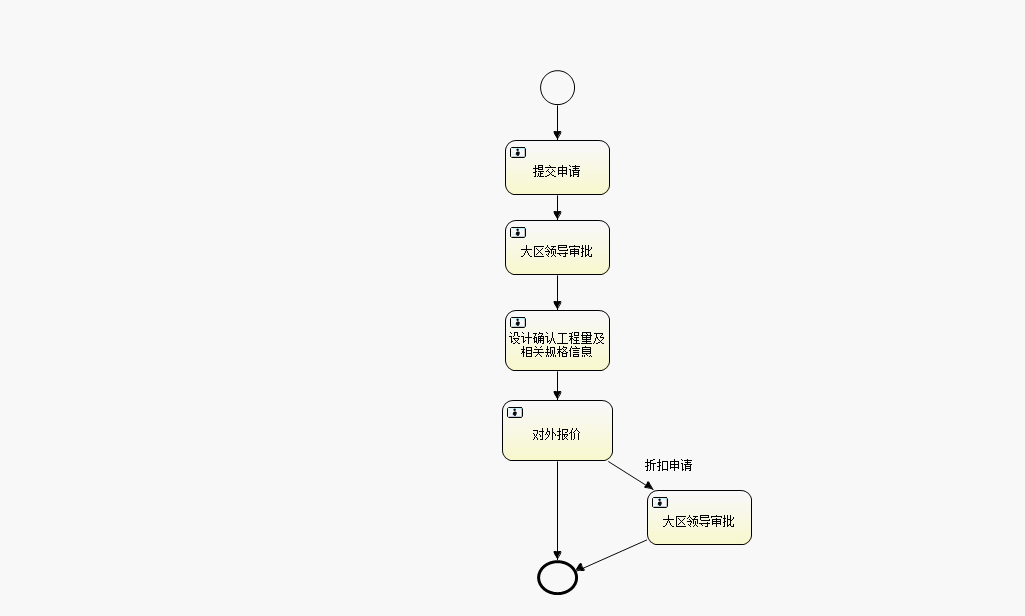 提交申请
大区领导审批
设计确认工程量及
相关规格信息
对外报价
折扣申请
大区领导审批